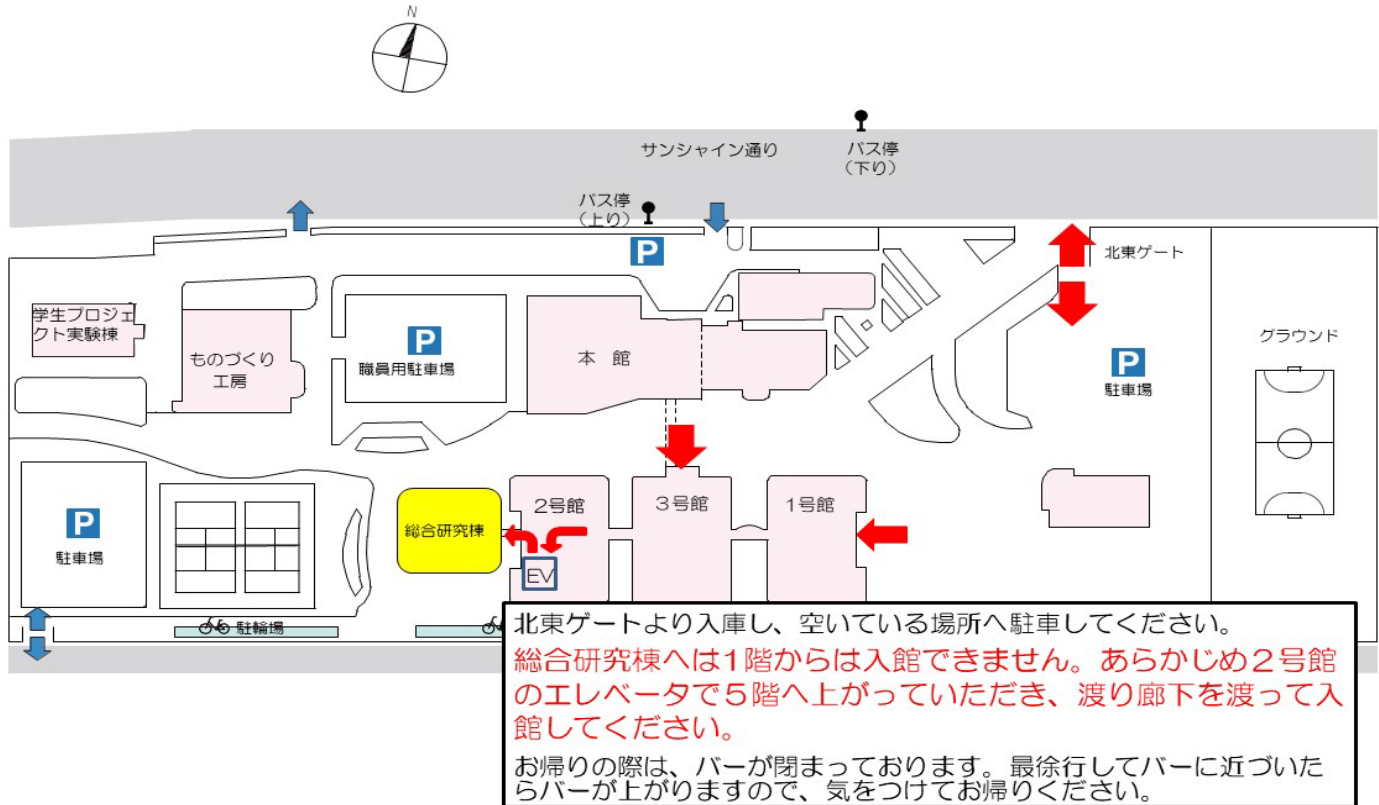 N
サンシャイン通り
バス停
（下り）
バス停
（上り）
P
北東ゲート
学生プロジェ
クト実験棟
ものづくり
工房
P
職員用駐車場
本 館
P
駐車場
グラウンド
P
駐車場
総合研究棟
2号館
EV
3号館
1号館
駐輪場
北東ゲートより入庫し、空いている場所へ駐車してください。
総合研究棟へは1階からは入館できません。あらかじめ2号館
のエレベータで5階へ上がっていただき、渡り廊下を渡って入
館してください。
お帰りの際は、バーが閉まっております。最徐行してバーに近づいた
らバーが上がりますので、気をつけてお帰りください。